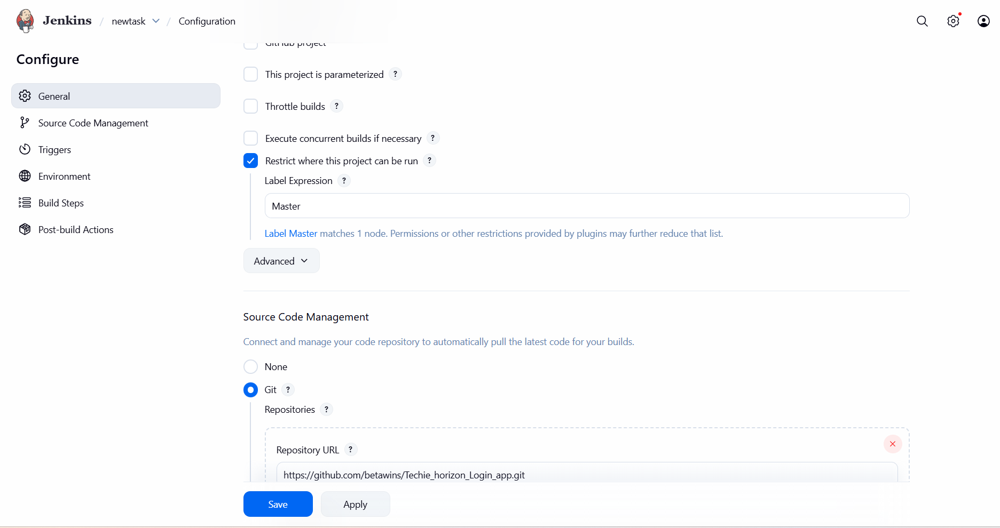 Jenkins / newtask / Configuration
Configure
General
Source Code Management
Triggers
Environment
Build Steps
Post-build Actions
GitHub project
This project is parameterized ?
Throttle builds ?
Execute concurrent builds if necessary ?
Restrict where this project can be run ?
Label Expression ?
Master
Label Master matches 1 node. Permissions or other restrictions provided by plugins may further reduce that list.
Advanced
Source Code Management
Connect and manage your code repository to automatically pull the latest code for your builds.
None
Git ?
Repositories ?
Repository URL ?
https://github.com/betawins/Techie_horizon_Login_app.git
Save
Apply